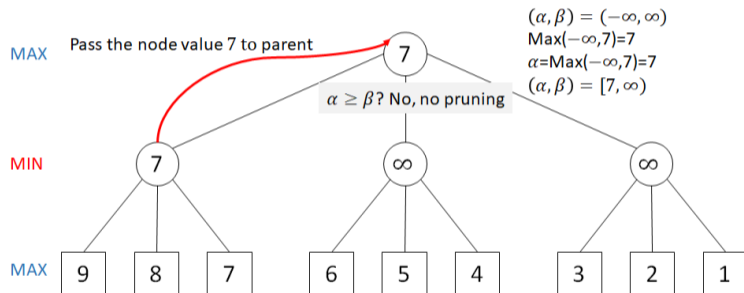 (α, β) = (−∞, ∞)
MAX
Pass the node value 7 to parent
7
Max(−∞,7)=7
α=Max(−∞,7)=7
(α, β) = [7, ∞)
α ≥ β? No, no pruning
MIN
7
∞
∞
MAX
9
8
7
6
5
4
3
2
1